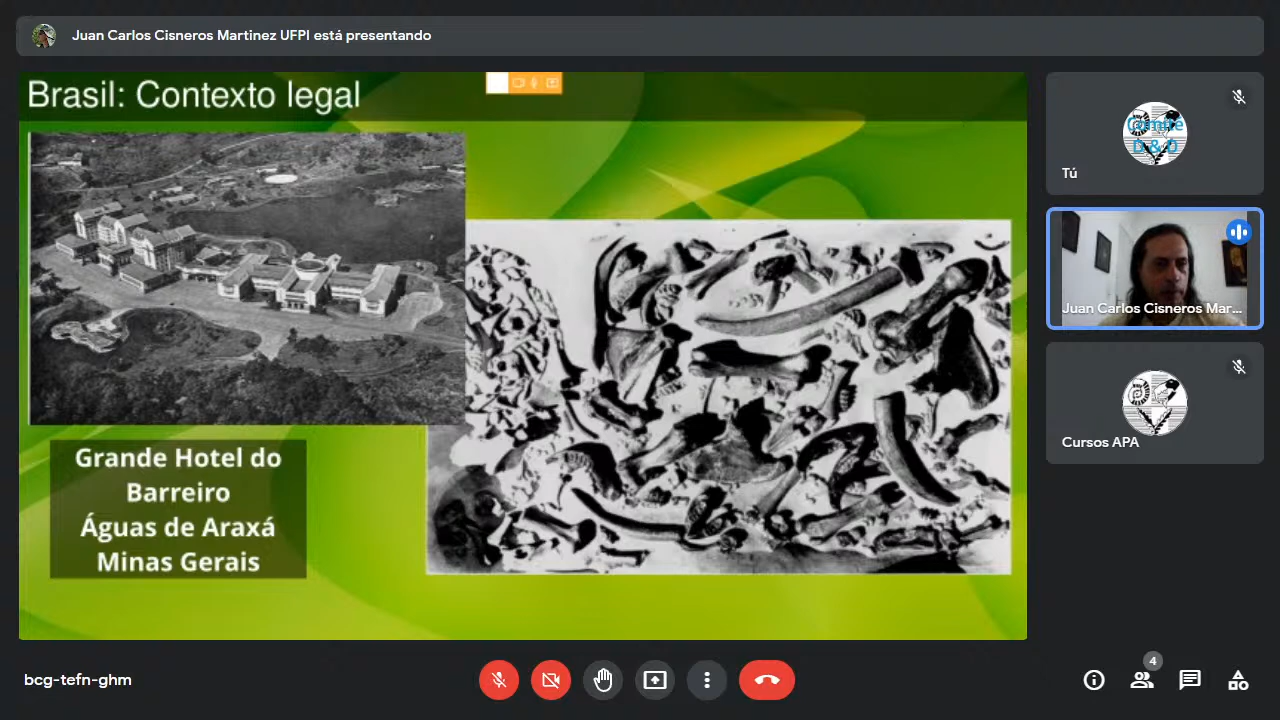 Juan Carlos Cisneros Martinez UFPI está presentando
Brasil: Contexto legal
Grande Hotel do
Barreiro
Águas de Araxá
Minas Gerais
Comité
D & D
Tú
Juan Carlos Cisneros Mar...
Cursos APA
bcg-tefn-ghm
4